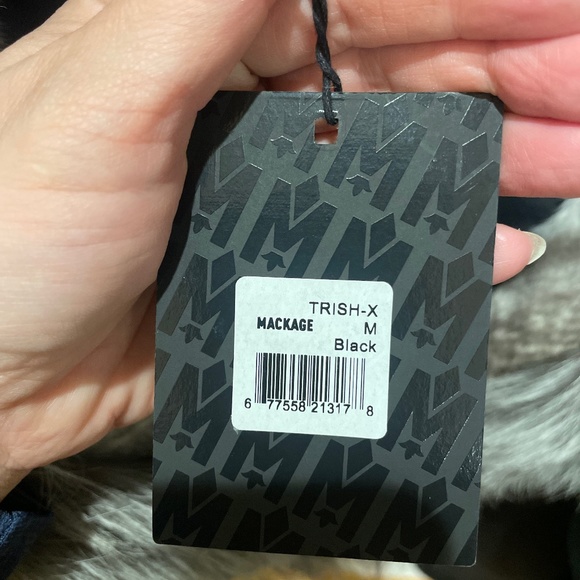 TRISH-X
MACKAGE M
Black
6 77558 21317 8